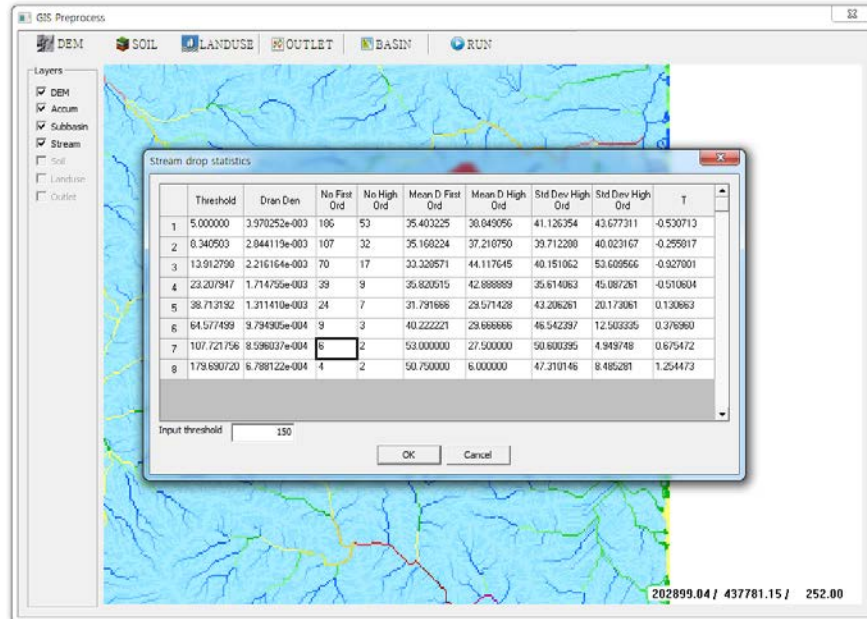 GIS Preprocess
DEM SOIL LANDUSE OUTLET BASIN RUN
Layers
DEM
Accum
Subbasin
Stream
Soil
Landuse
Outlet
Stream drop statistics
Threshold Dran Den No First Ord No High Ord Mean D First Ord Mean D High Ord Std Dev High Ord Std Dev High Ord T
1 5.000000 3.970252e-003 186 53 35.403225 38.849056 41.126354 43.677311 -0.530713
2 8.340503 2.844119e-003 107 32 35.168224 37.218750 39.712288 40.023167 -0.255817
3 13.912798 2.216164e-003 70 17 33.328571 44.117645 40.151062 53.609566 -0.927801
4 23.207947 1.714755e-003 39 9 35.820515 42.888889 35.614063 45.087261 -0.510604
5 38.713192 1.311410e-003 24 7 31.791666 29.571428 43.206261 20.173061 0.130663
6 64.577499 9.794905e-004 9 3 40.222221 29.666666 46.542397 12.503335 0.376960
7 107.721756 8.596037e-004 6 2 53.000000 27.500000 50.600395 4.949748 0.675472
8 179.690720 6.788122e-004 4 2 50.750000 6.000000 47.310146 8.485281 1.254473
Input threshold 150
OK Cancel
202899.04 / 437781.15 / 252.00